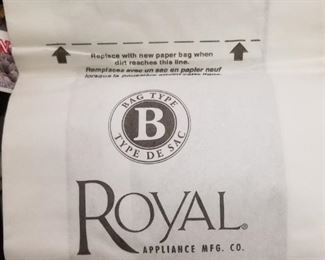 Replace with new paper bag when
dirt reaches this line.
Remplacez avec un sac en papier neuf
BAG TYPE
B
TYPE DE SAC
ROYAL®
APPLIANCE MFG. CO.